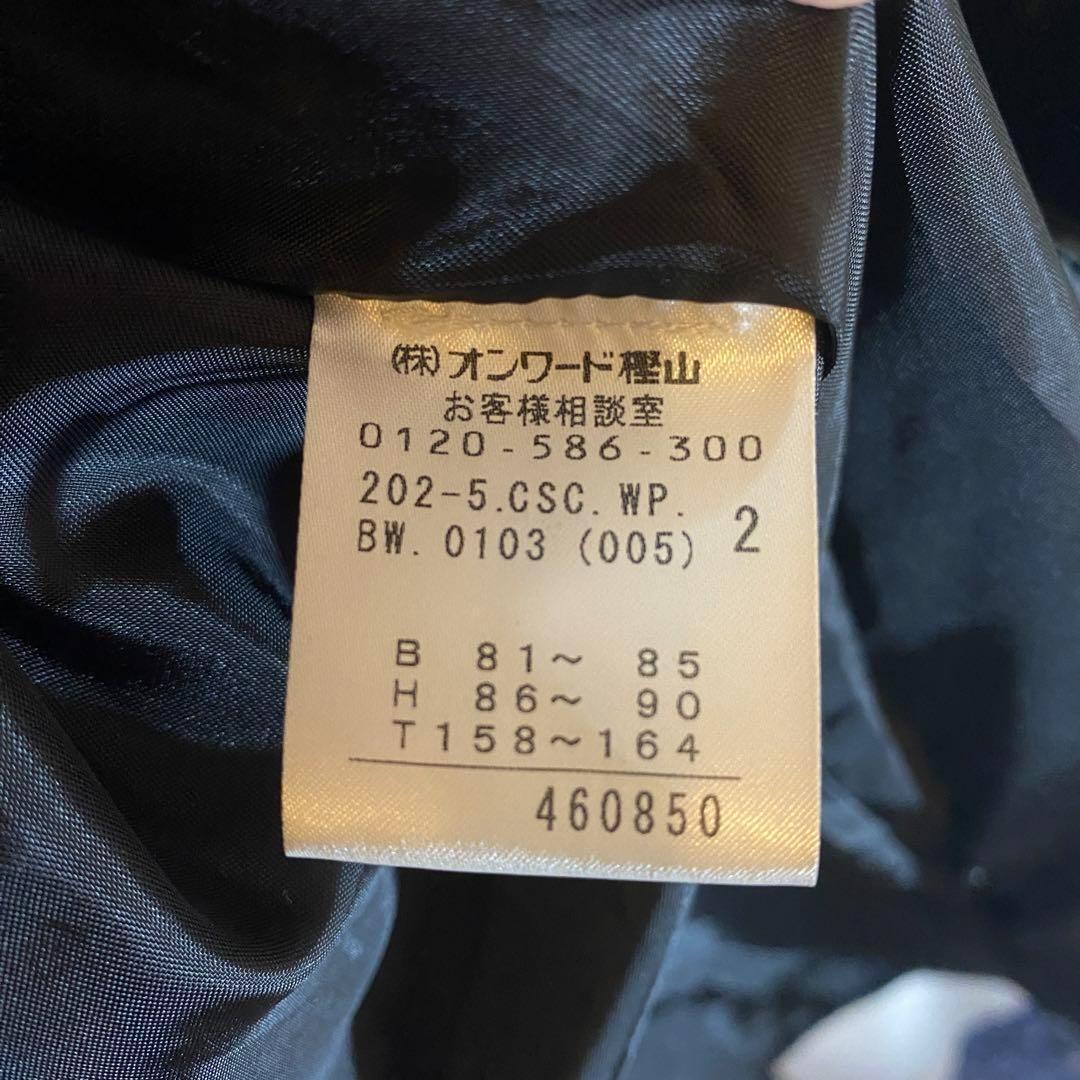 (株)オンワード樫山
お客様相談室
0120-586-300
202-5.CSC.WP.
BW.0103 (005) 2
B 81～ 85
H 86～ 90
T158～164
460850